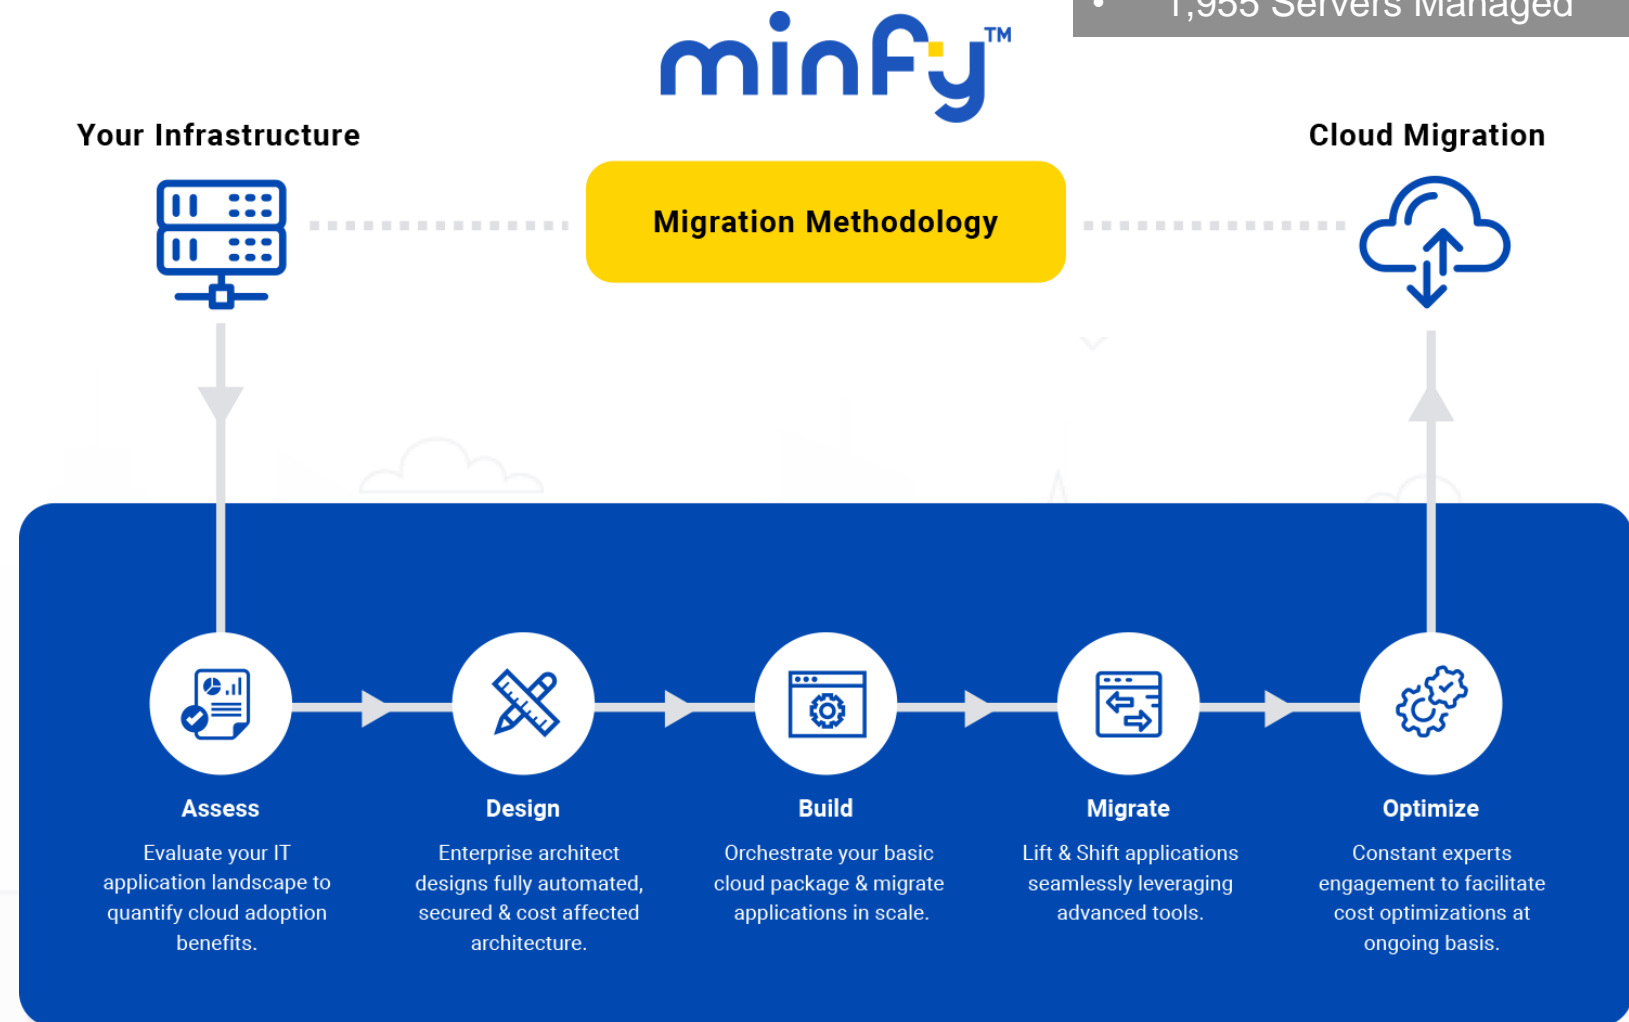 • 1,955 Servers Managed
minfy™
Your Infrastructure
Cloud Migration
Migration Methodology
Assess
Evaluate your IT
application landscape to
quantify cloud adoption
benefits.
Design
Enterprise architect
designs fully automated,
secured & cost affected
architecture.
Build
Orchestrate your basic
cloud package & migrate
applications in scale.
Migrate
Lift & Shift applications
seamlessly leveraging
advanced tools.
Optimize
Constant experts
engagement to facilitate
cost optimizations at
ongoing basis.